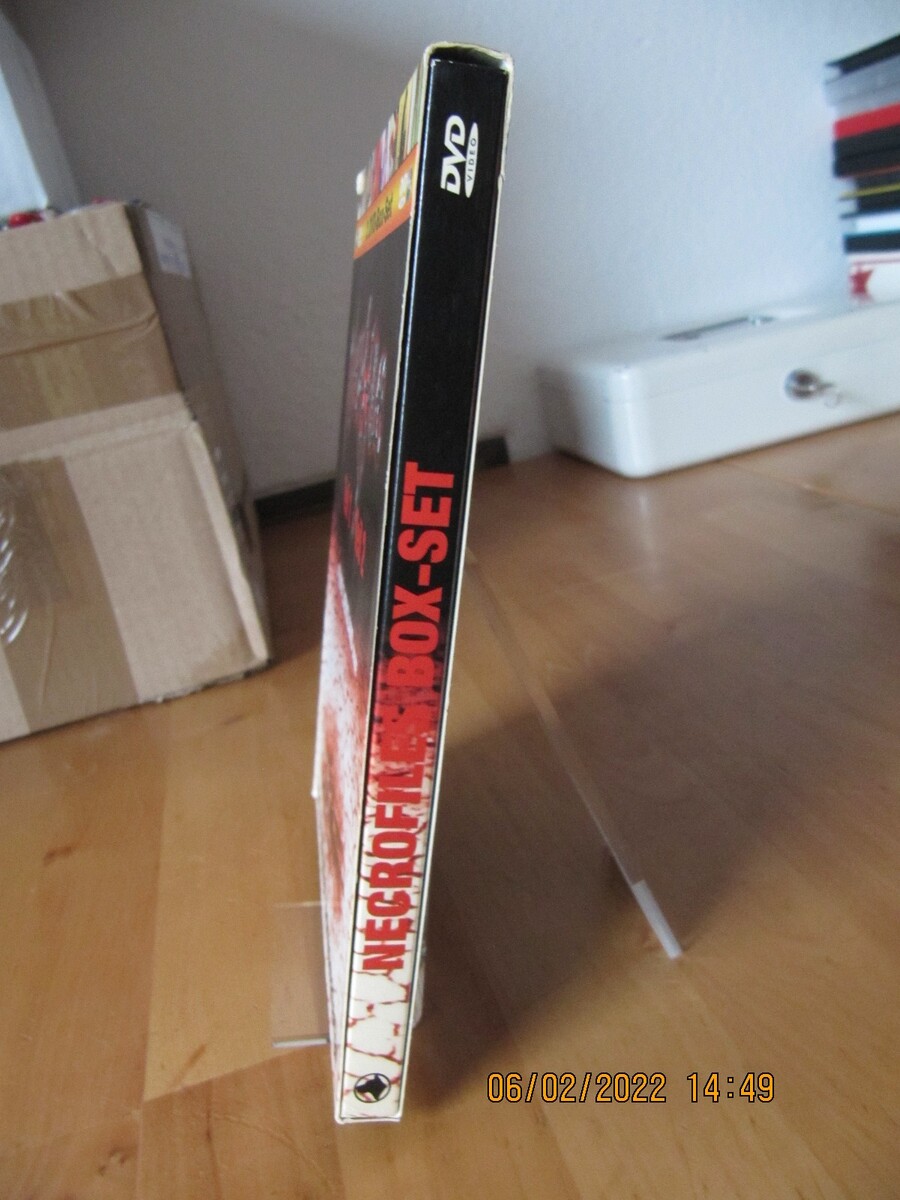 DVD
VIDEO
NECROFILES BOX-SET
06/02/2022 14:49